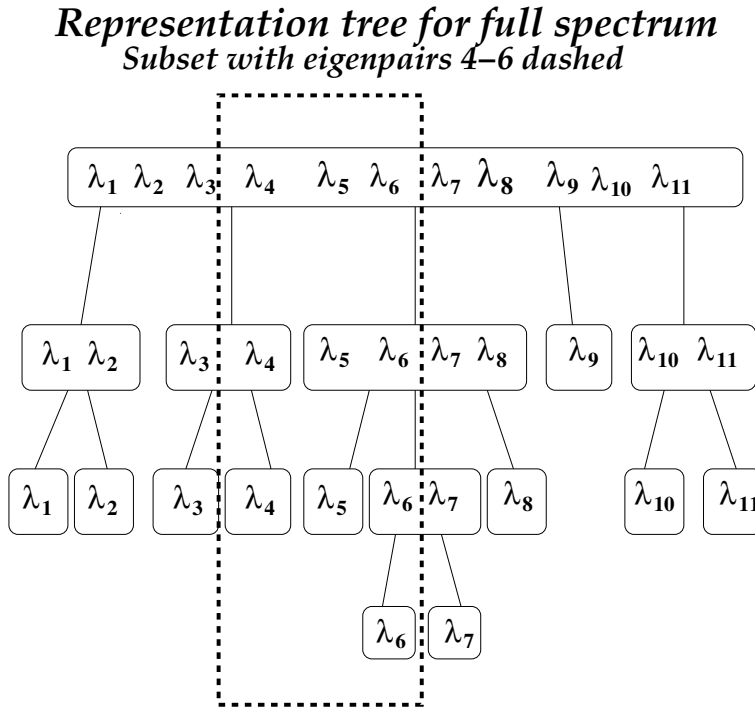 Representation tree for full spectrum
Subset with eigenpairs 4–6 dashed
λ1 λ2 λ3 λ4 λ5 λ6 λ7 λ8 λ9 λ10 λ11
λ1 λ2 λ3 λ4 λ5 λ6 λ7 λ8 λ9 λ10 λ11
λ1 λ2 λ3 λ4 λ5 λ6 λ7 λ8 λ10 λ11
λ6 λ7